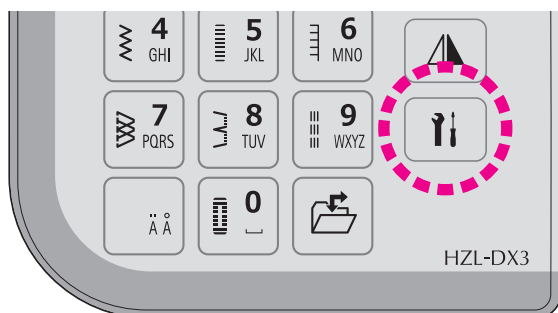 4 5 6
GHI JKL MNO
7 8 9
PQRS TUV WXYZ
Ä Å 0
HZL-DX3